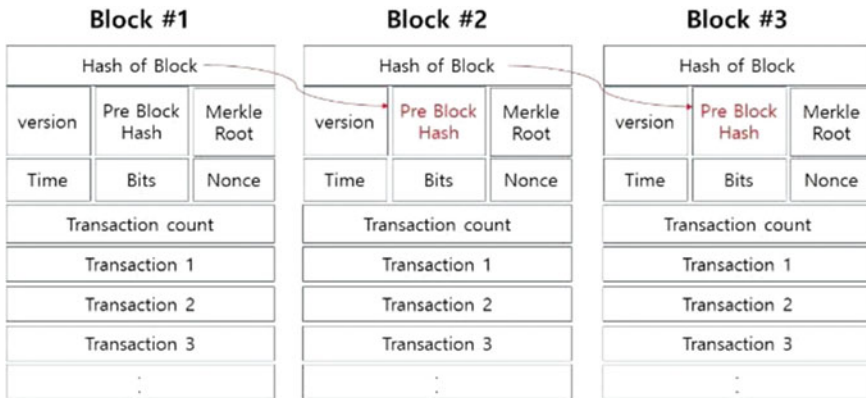 Block #1 Block #2 Block #3
Hash of Block Hash of Block Hash of Block
version Pre Block Hash Merkle Root version Pre Block Hash Merkle Root version Pre Block Hash Merkle Root
Time Bits Nonce Time Bits Nonce Time Bits Nonce
Transaction count Transaction count Transaction count
Transaction 1 Transaction 1 Transaction 1
Transaction 2 Transaction 2 Transaction 2
Transaction 3 Transaction 3 Transaction 3
: : :